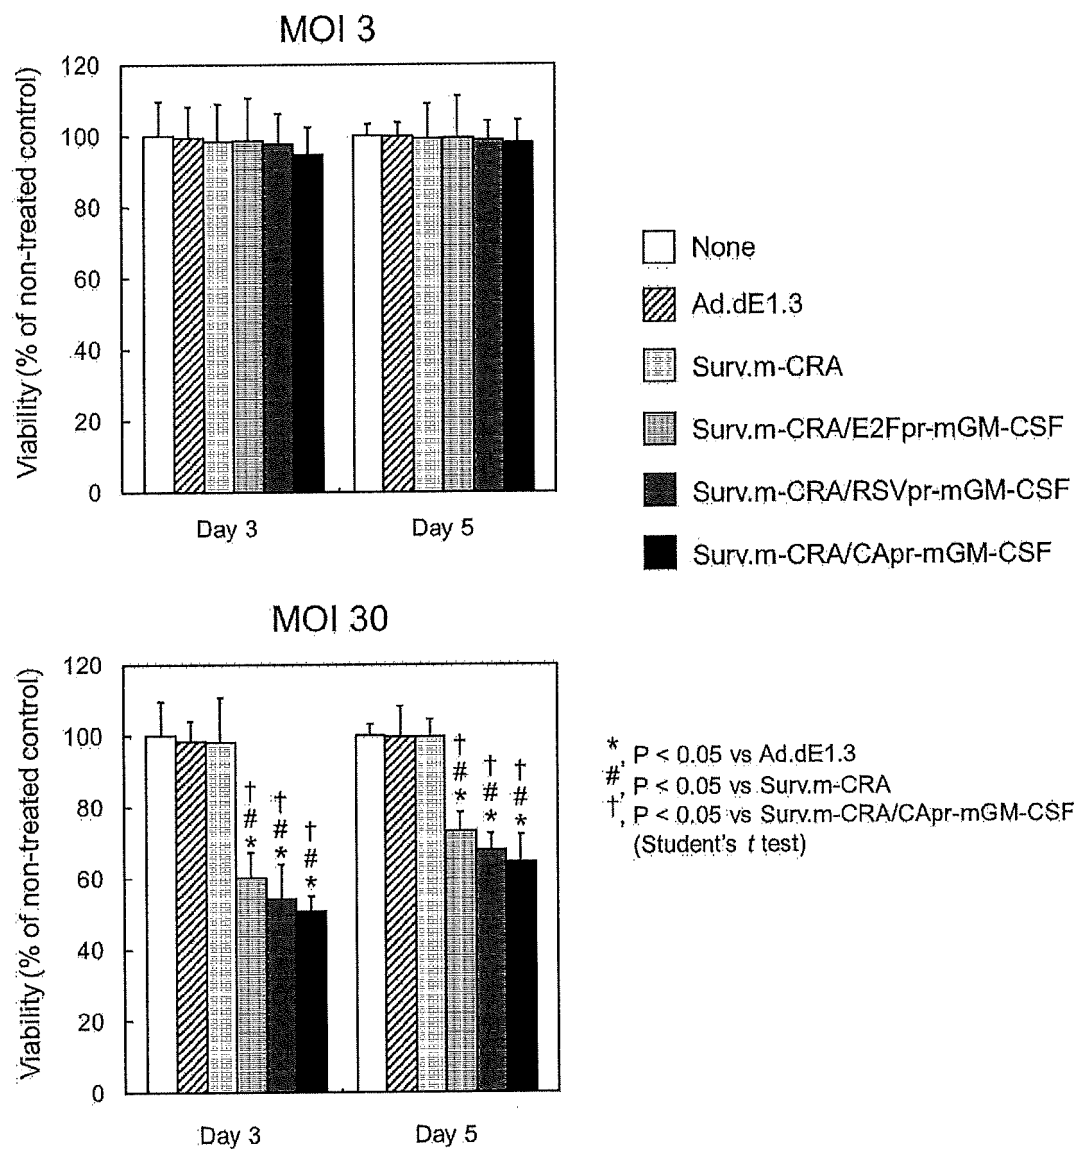 MOI 3
Viability (% of non-treated control)
120
100
80
60
40
20
0
Day 3
Day 5
None
Ad.dE1.3
Surv.m-CRA
Surv.m-CRA/E2Fpr-mGM-CSF
Surv.m-CRA/RSVpr-mGM-CSF
Surv.m-CRA/CApr-mGM-CSF
MOI 30
Viability (% of non-treated control)
120
100
80
60
40
20
0
†
#
*
†
#
*
†
#
*
†
#
*
†
#
*
†
#
*
Day 3
Day 5
*, P < 0.05 vs Ad.dE1.3
#, P < 0.05 vs Surv.m-CRA
†, P < 0.05 vs Surv.m-CRA/CApr-mGM-CSF
(Student's t test)